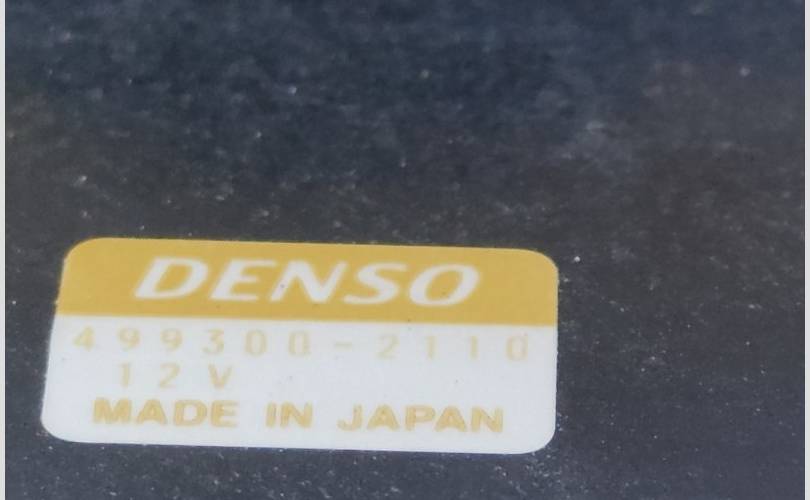 DENSO
499300-2110
12V
MADE IN JAPAN